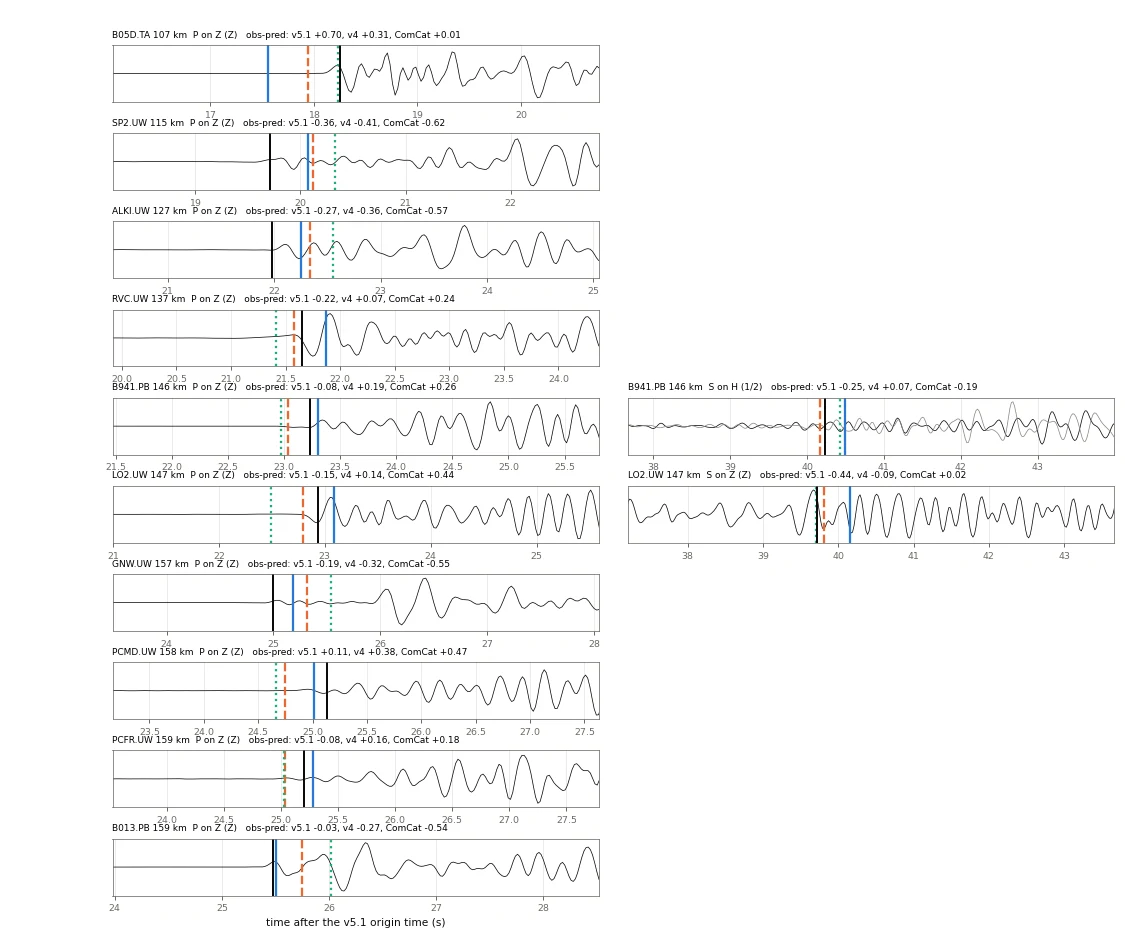 B05D.TA 107 km P on Z (Z) obs-pred: v5.1 +0.70, v4 +0.31, ComCat +0.01
17 18 19 20
SP2.UW 115 km P on Z (Z) obs-pred: v5.1 -0.36, v4 -0.41, ComCat -0.62
19 20 21 22
ALKI.UW 127 km P on Z (Z) obs-pred: v5.1 -0.27, v4 -0.36, ComCat -0.57
21 22 23 24 25
RVC.UW 137 km P on Z (Z) obs-pred: v5.1 -0.22, v4 +0.07, ComCat +0.24
20.0 20.5 21.0 21.5 22.0 22.5 23.0 23.5 24.0
B941.PB 146 km P on Z (Z) obs-pred: v5.1 -0.08, v4 +0.19, ComCat +0.26
21.5 22.0 22.5 23.0 23.5 24.0 24.5 25.0 25.5
B941.PB 146 km S on H (1/2) obs-pred: v5.1 -0.25, v4 +0.07, ComCat -0.19
38 39 40 41 42 43
LO2.UW 147 km P on Z (Z) obs-pred: v5.1 -0.15, v4 +0.14, ComCat +0.44
21 22 23 24 25
LO2.UW 147 km S on Z (Z) obs-pred: v5.1 -0.44, v4 -0.09, ComCat +0.02
38 39 40 41 42 43
GNW.UW 157 km P on Z (Z) obs-pred: v5.1 -0.19, v4 -0.32, ComCat -0.55
24 25 26 27 28
PCMD.UW 158 km P on Z (Z) obs-pred: v5.1 +0.11, v4 +0.38, ComCat +0.47
23.5 24.0 24.5 25.0 25.5 26.0 26.5 27.0 27.5
PCFR.UW 159 km P on Z (Z) obs-pred: v5.1 -0.08, v4 +0.16, ComCat +0.18
24.0 24.5 25.0 25.5 26.0 26.5 27.0 27.5
B013.PB 159 km P on Z (Z) obs-pred: v5.1 -0.03, v4 -0.27, ComCat -0.54
24 25 26 27 28
time after the v5.1 origin time (s)